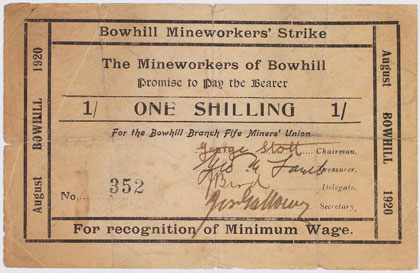 Bowhill Mineworkers' Strike
August BOWHILL 1920
The Mineworkers of Bowhill
Promise to Pay the Bearer
1/ ONE SHILLING 1/
For the Bowhill Branch Fife Miners' Union
George Stott Chairman.
Treasurer.
Delegate.
Secretary.
No. 352
For recognition of Minimum Wage.
August BOWHILL 1920